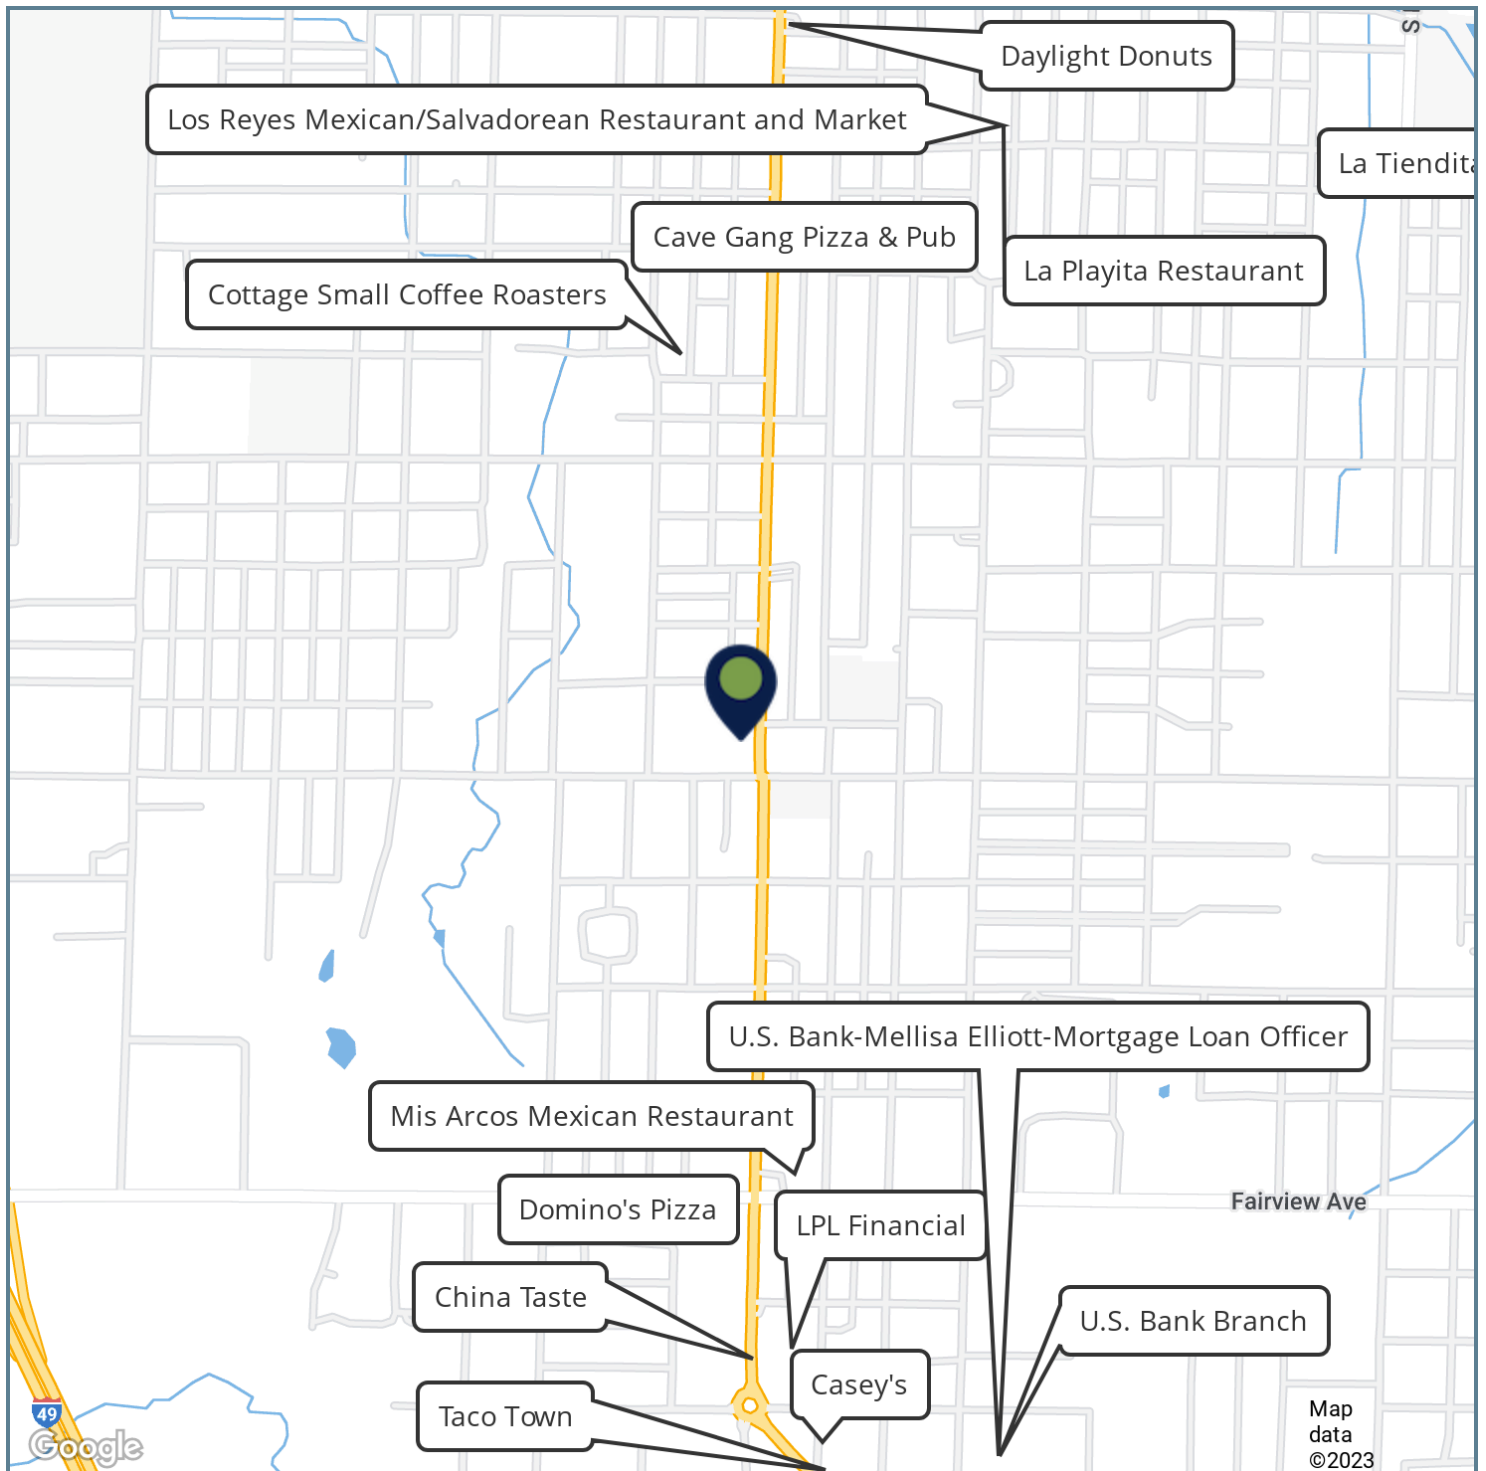 Daylight Donuts
Los Reyes Mexican/Salvadorean Restaurant and Market
La Tiendita
Cave Gang Pizza & Pub
La Playita Restaurant
Cottage Small Coffee Roasters
U.S. Bank-Mellisa Elliott-Mortgage Loan Officer
Mis Arcos Mexican Restaurant
Fairview Ave
Domino's Pizza
LPL Financial
China Taste
U.S. Bank Branch
Casey's
Taco Town
49
Google
Map
data
©2023